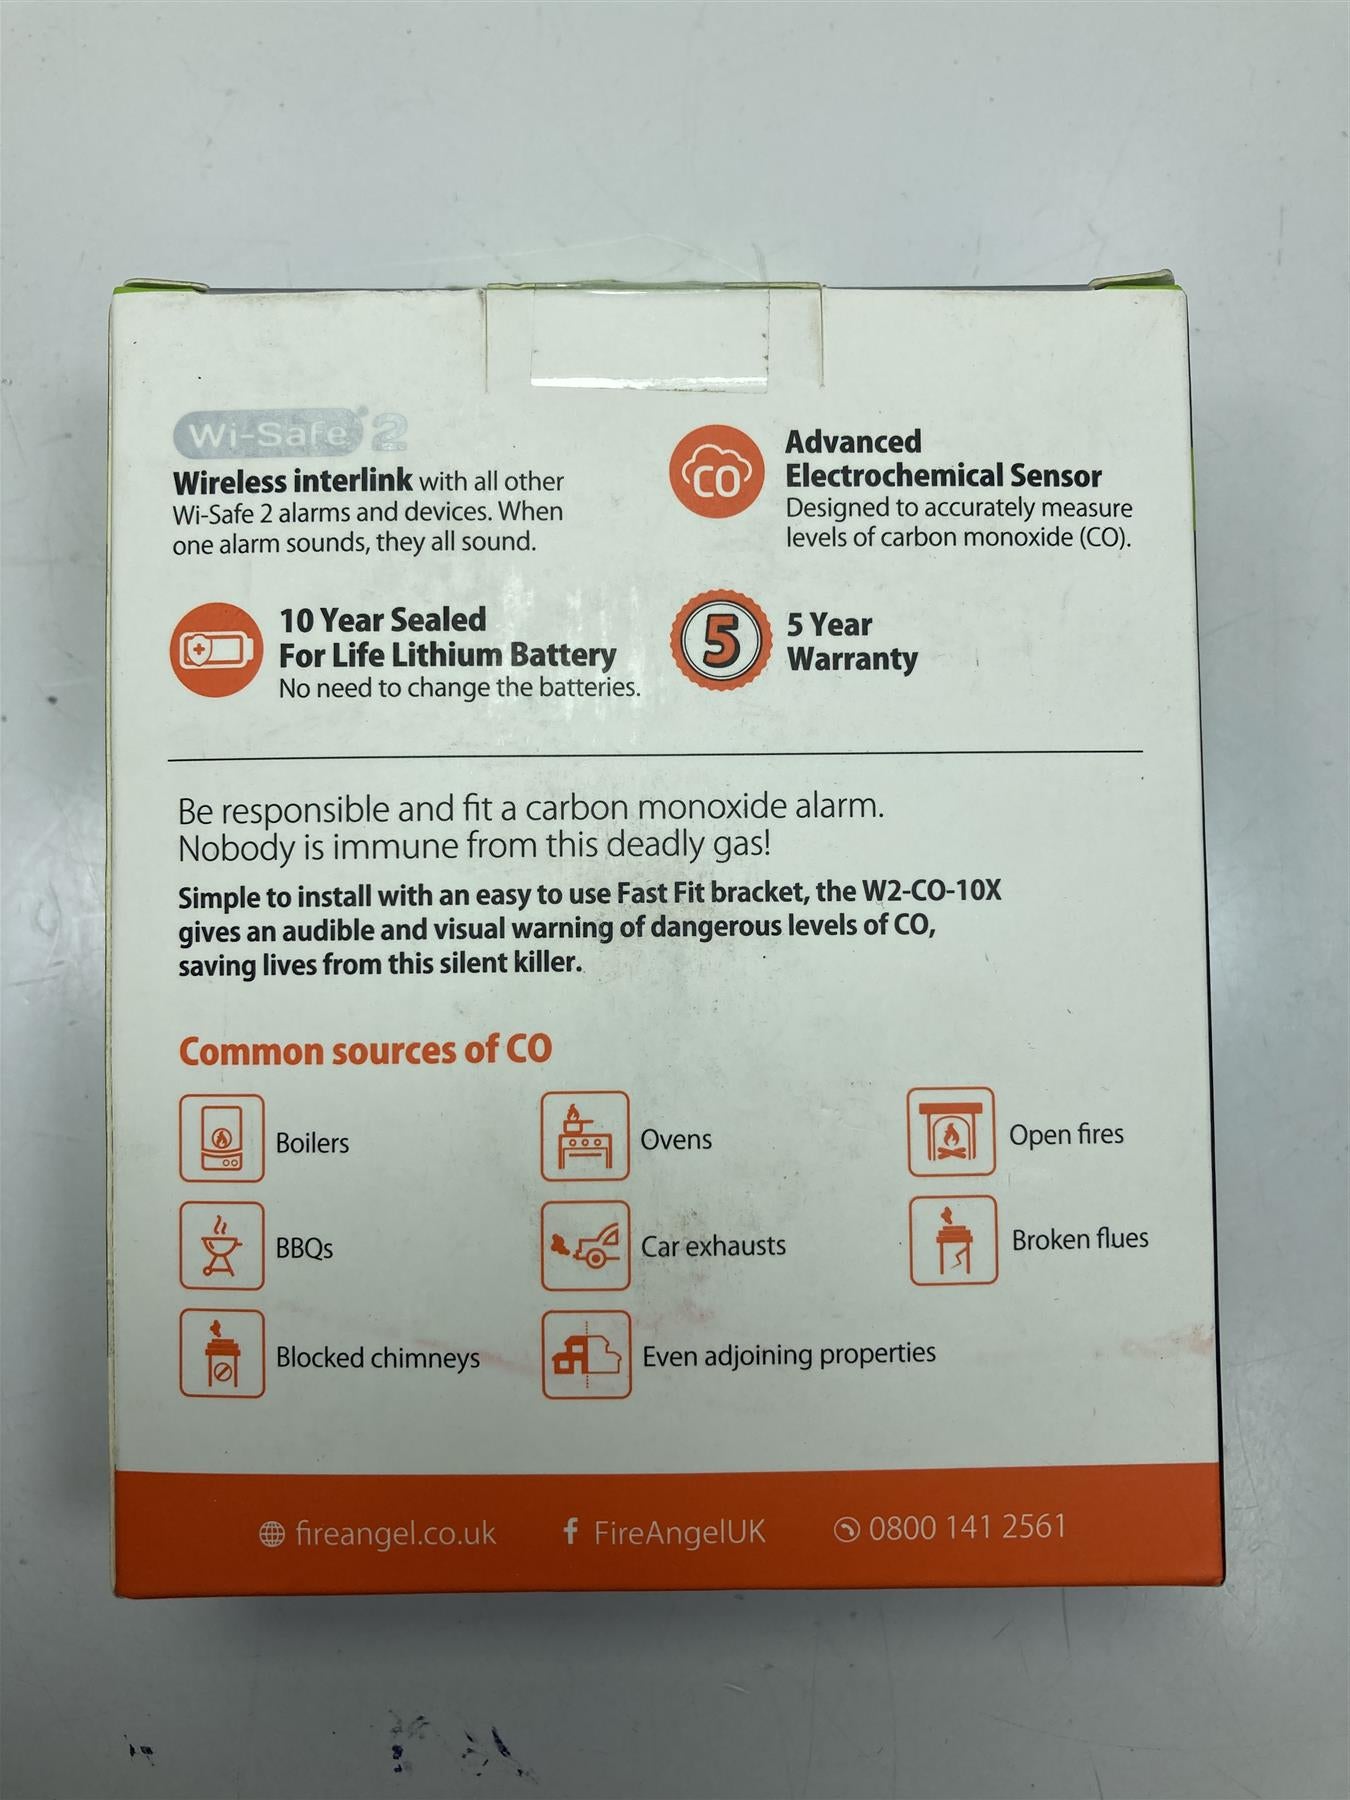 Wi-Safe 2
Wireless interlink with all other
Wi-Safe 2 alarms and devices. When
one alarm sounds, they all sound.
CO
Advanced
Electrochemical Sensor
Designed to accurately measure
levels of carbon monoxide (CO).
10 Year Sealed
For Life Lithium Battery
No need to change the batteries.
5
5 Year
Warranty
Be responsible and fit a carbon monoxide alarm.
Nobody is immune from this deadly gas!
Simple to install with an easy to use Fast Fit bracket, the W2-CO-10X
gives an audible and visual warning of dangerous levels of CO,
saving lives from this silent killer.
Common sources of CO
Boilers
Ovens
Open fires
BBQs
Car exhausts
Broken flues
Blocked chimneys
Even adjoining properties
fireangel.co.uk
f FireAngelUK
0800 141 2561